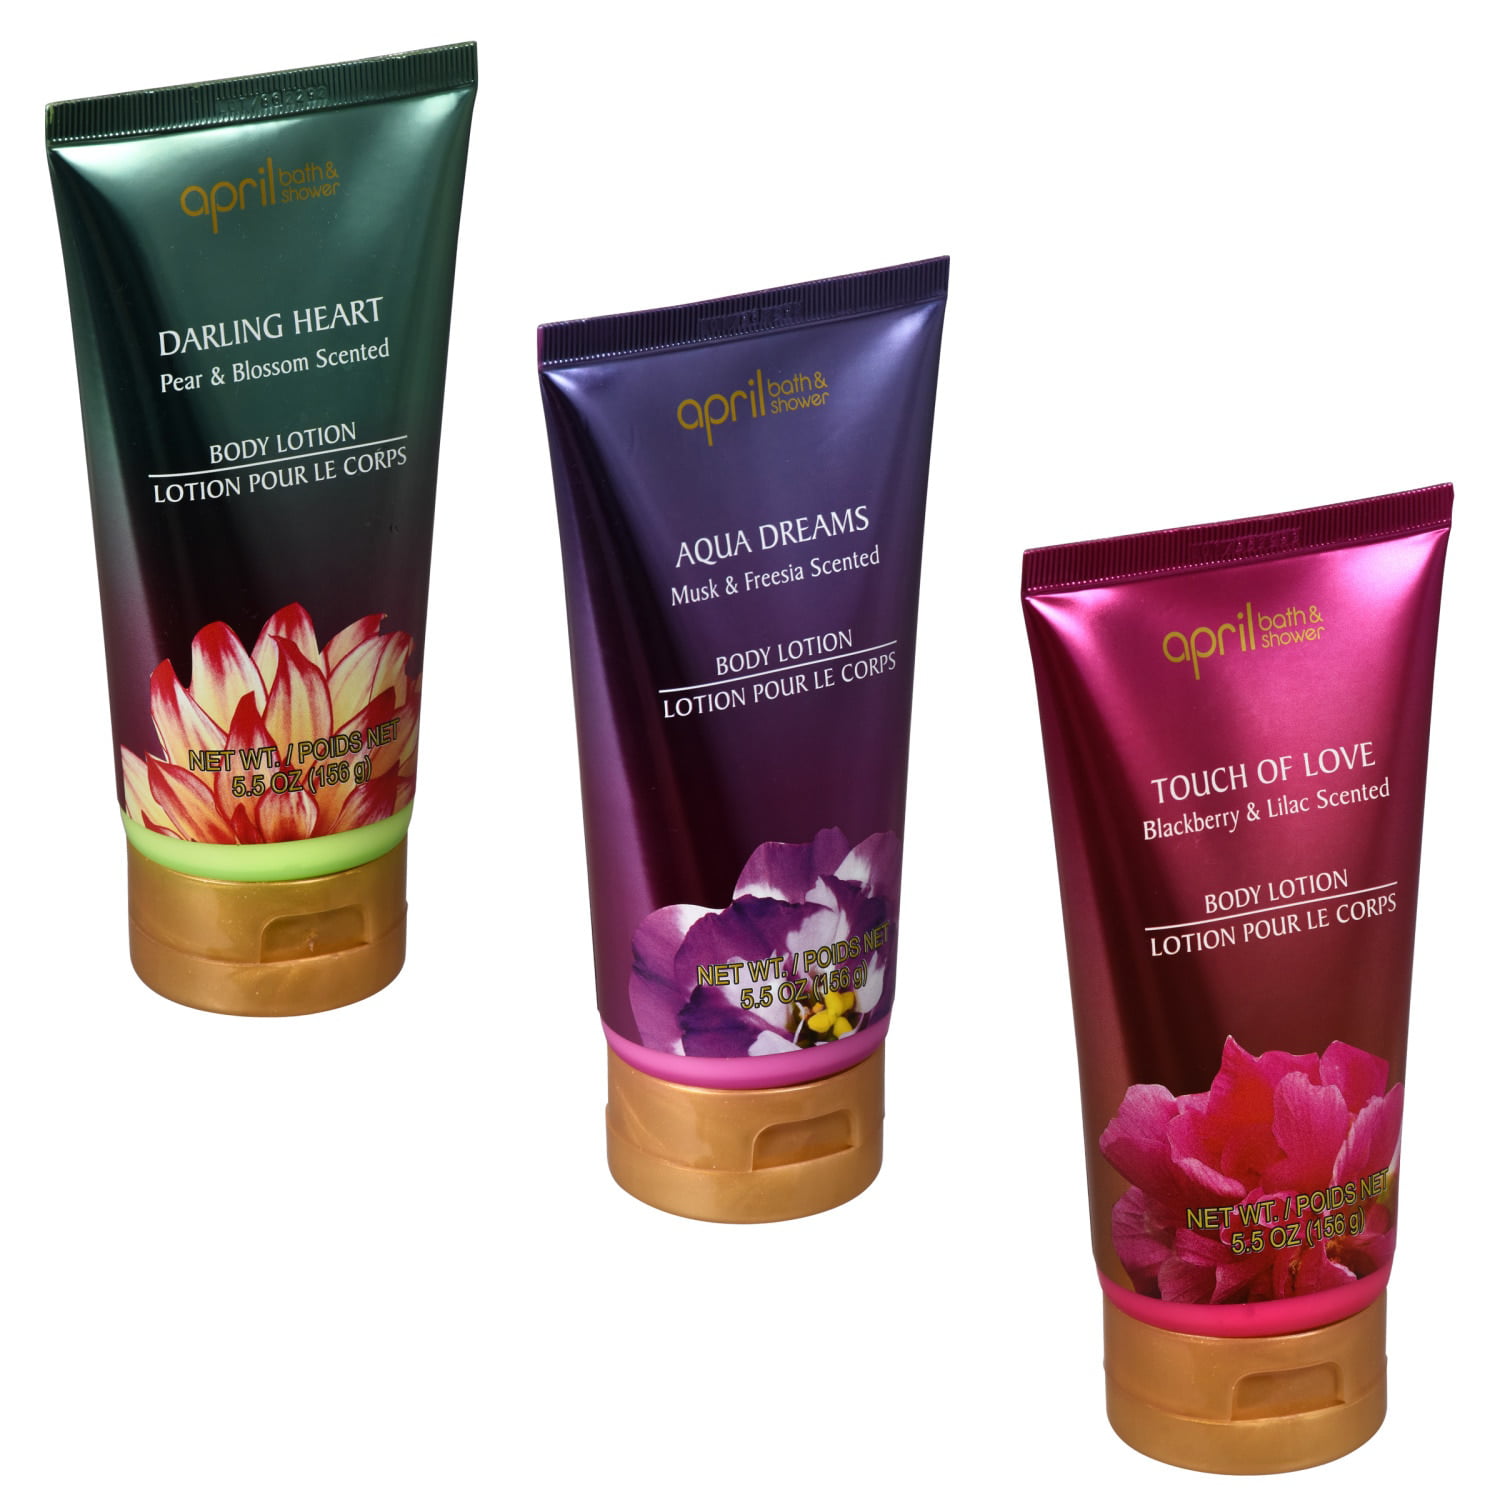 april bath & shower
DARLING HEART
Pear & Blossom Scented
BODY LOTION
LOTION POUR LE CORPS
NET WT. / POIDS NET
5.5 OZ (156 g)
april bath & shower
AQUA DREAMS
Musk & Freesia Scented
BODY LOTION
LOTION POUR LE CORPS
NET WT. / POIDS NET
5.5 OZ (156 g)
april bath & shower
TOUCH OF LOVE
Blackberry & Lilac Scented
BODY LOTION
LOTION POUR LE CORPS
NET WT. / POIDS NET
5.5 OZ (156 g)